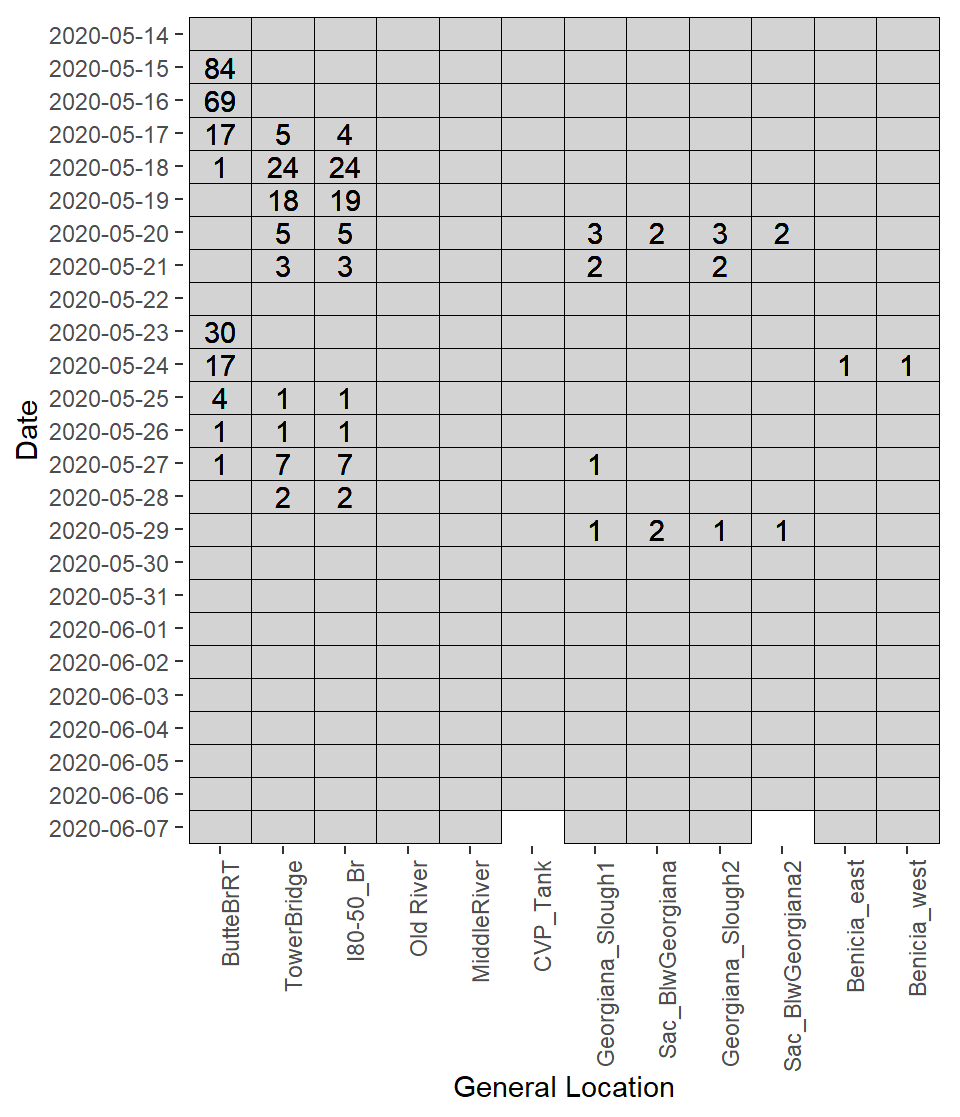 2020-05-14
2020-05-15 84
2020-05-16 69
2020-05-17 17 5 4
2020-05-18 1 24 24
2020-05-19 18 19
2020-05-20 5 5 3 2 3 2
2020-05-21 3 3 2 2
2020-05-22
2020-05-23 30
2020-05-24 17 1 1
2020-05-25 4 1 1
2020-05-26 1 1 1
2020-05-27 1 7 7 1
2020-05-28 2 2
2020-05-29 1 2 1 1
2020-05-30
2020-05-31
2020-06-01
2020-06-02
2020-06-03
2020-06-04
2020-06-05
2020-06-06
2020-06-07
Date
ButteBrRT
TowerBridge
I80-50_Br
Old River
MiddleRiver
CVP_Tank
Georgiana_Slough1
Sac_BlwGeorgiana
Georgiana_Slough2
Sac_BlwGeorgiana2
Benicia_east
Benicia_west
General Location